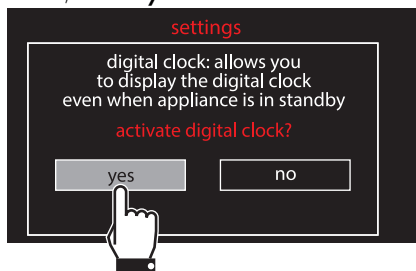 settings
digital clock: allows you
to display the digital clock
even when appliance is in standby
activate digital clock?
yes
no